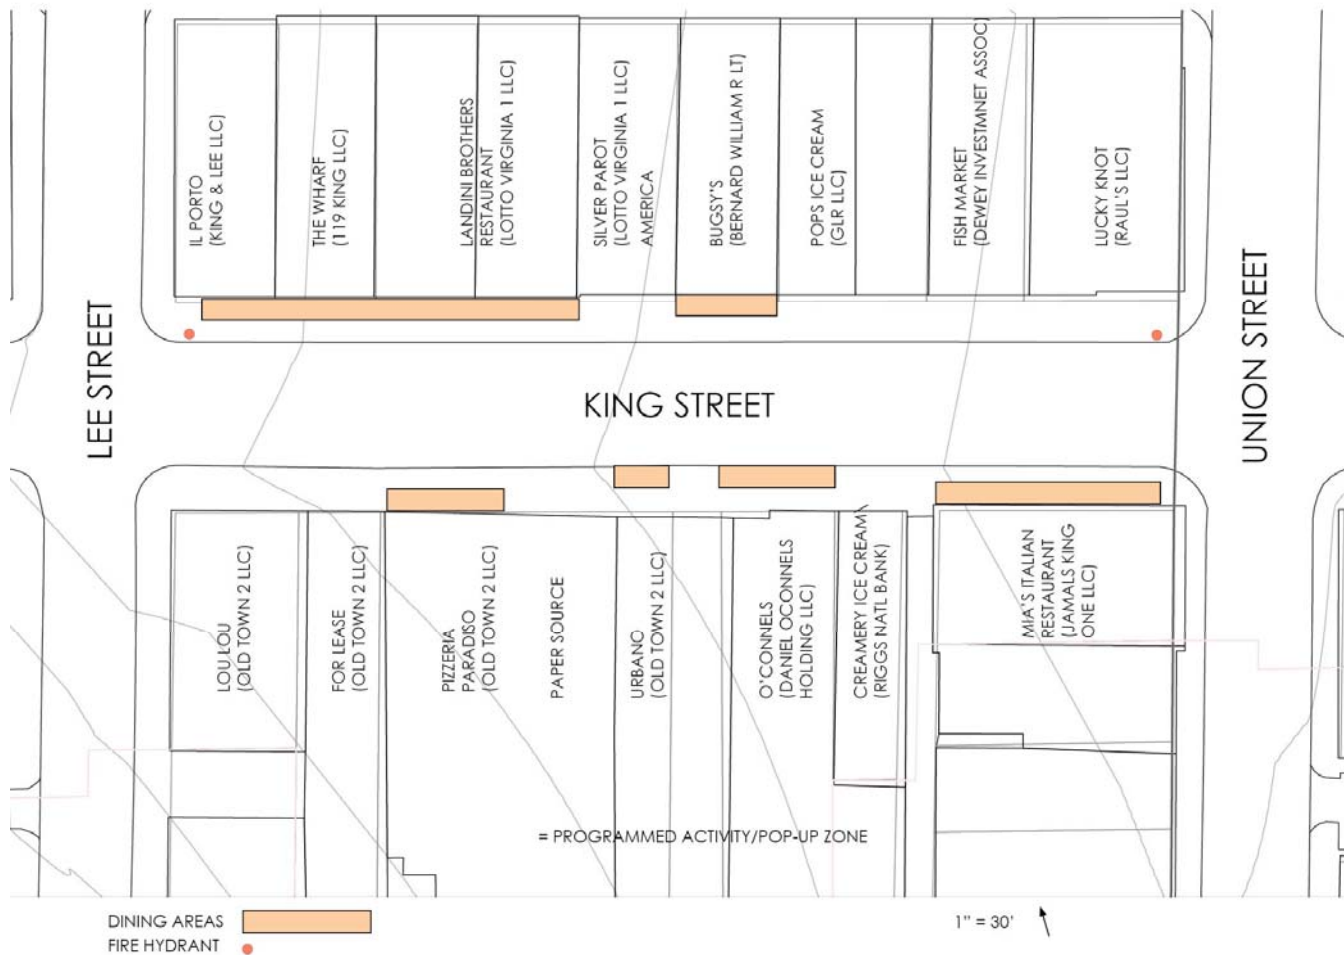 IL PORTO
(KING & LEE LLC)
THE WHARF
(119 KING LLC)
LANDINI BROTHERS
RESTAURANT
(LOTTO VIRGINIA 1 LLC)
SILVER PAROT
(LOTTO VIRGINIA 1 LLC)
AMERICA
BUGSY'S
(BERNARD WILLIAM R LT)
POPS ICE CREAM
(GLR LLC)
FISH MARKET
(DEWEY INVESTMNET ASSOC)
LUCKY KNOT
(RAUL'S LLC)
LEE STREET
KING STREET
UNION STREET
LOU LOU
(OLD TOWN 2 LLC)
FOR LEASE
(OLD TOWN 2 LLC)
PIZZERIA
PARADISO
(OLD TOWN 2 LLC)
PAPER SOURCE
URBANO
(OLD TOWN 2 LLC)
O'CONNELS
(DANIEL OCONNELS
HOLDING LLC)
CREAMERY ICE CREAM\
(RIGGS NATL BANK)
MIA'S ITALIAN
RESTAURANT
(JAMALS KING
ONE LLC)
= PROGRAMMED ACTIVITY/POP-UP ZONE
DINING AREAS
FIRE HYDRANT
1" = 30'